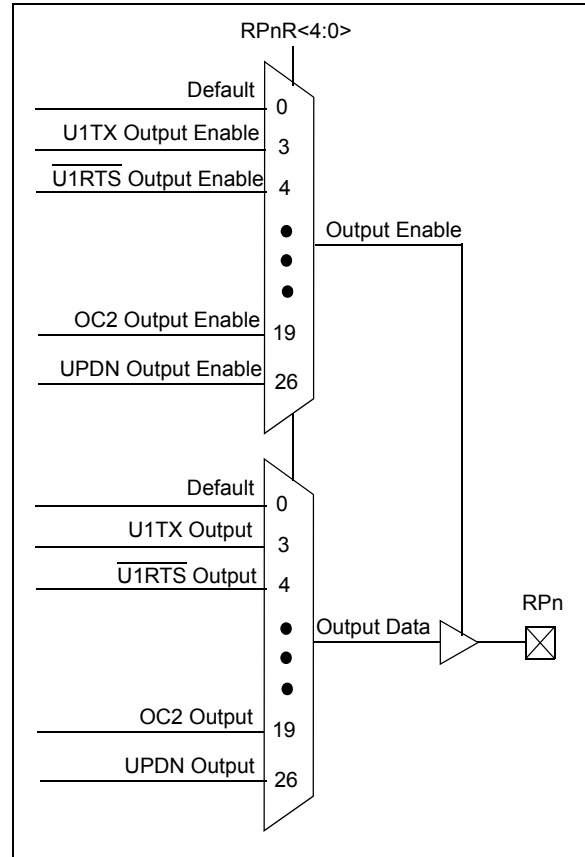 RPnR<4:0>
Default
0
U1TX Output Enable
3
U1RTS Output Enable
4
Output Enable
OC2 Output Enable
19
UPDN Output Enable
26
Default
0
U1TX Output
3
U1RTS Output
4
RPn
Output Data
OC2 Output
19
UPDN Output
26